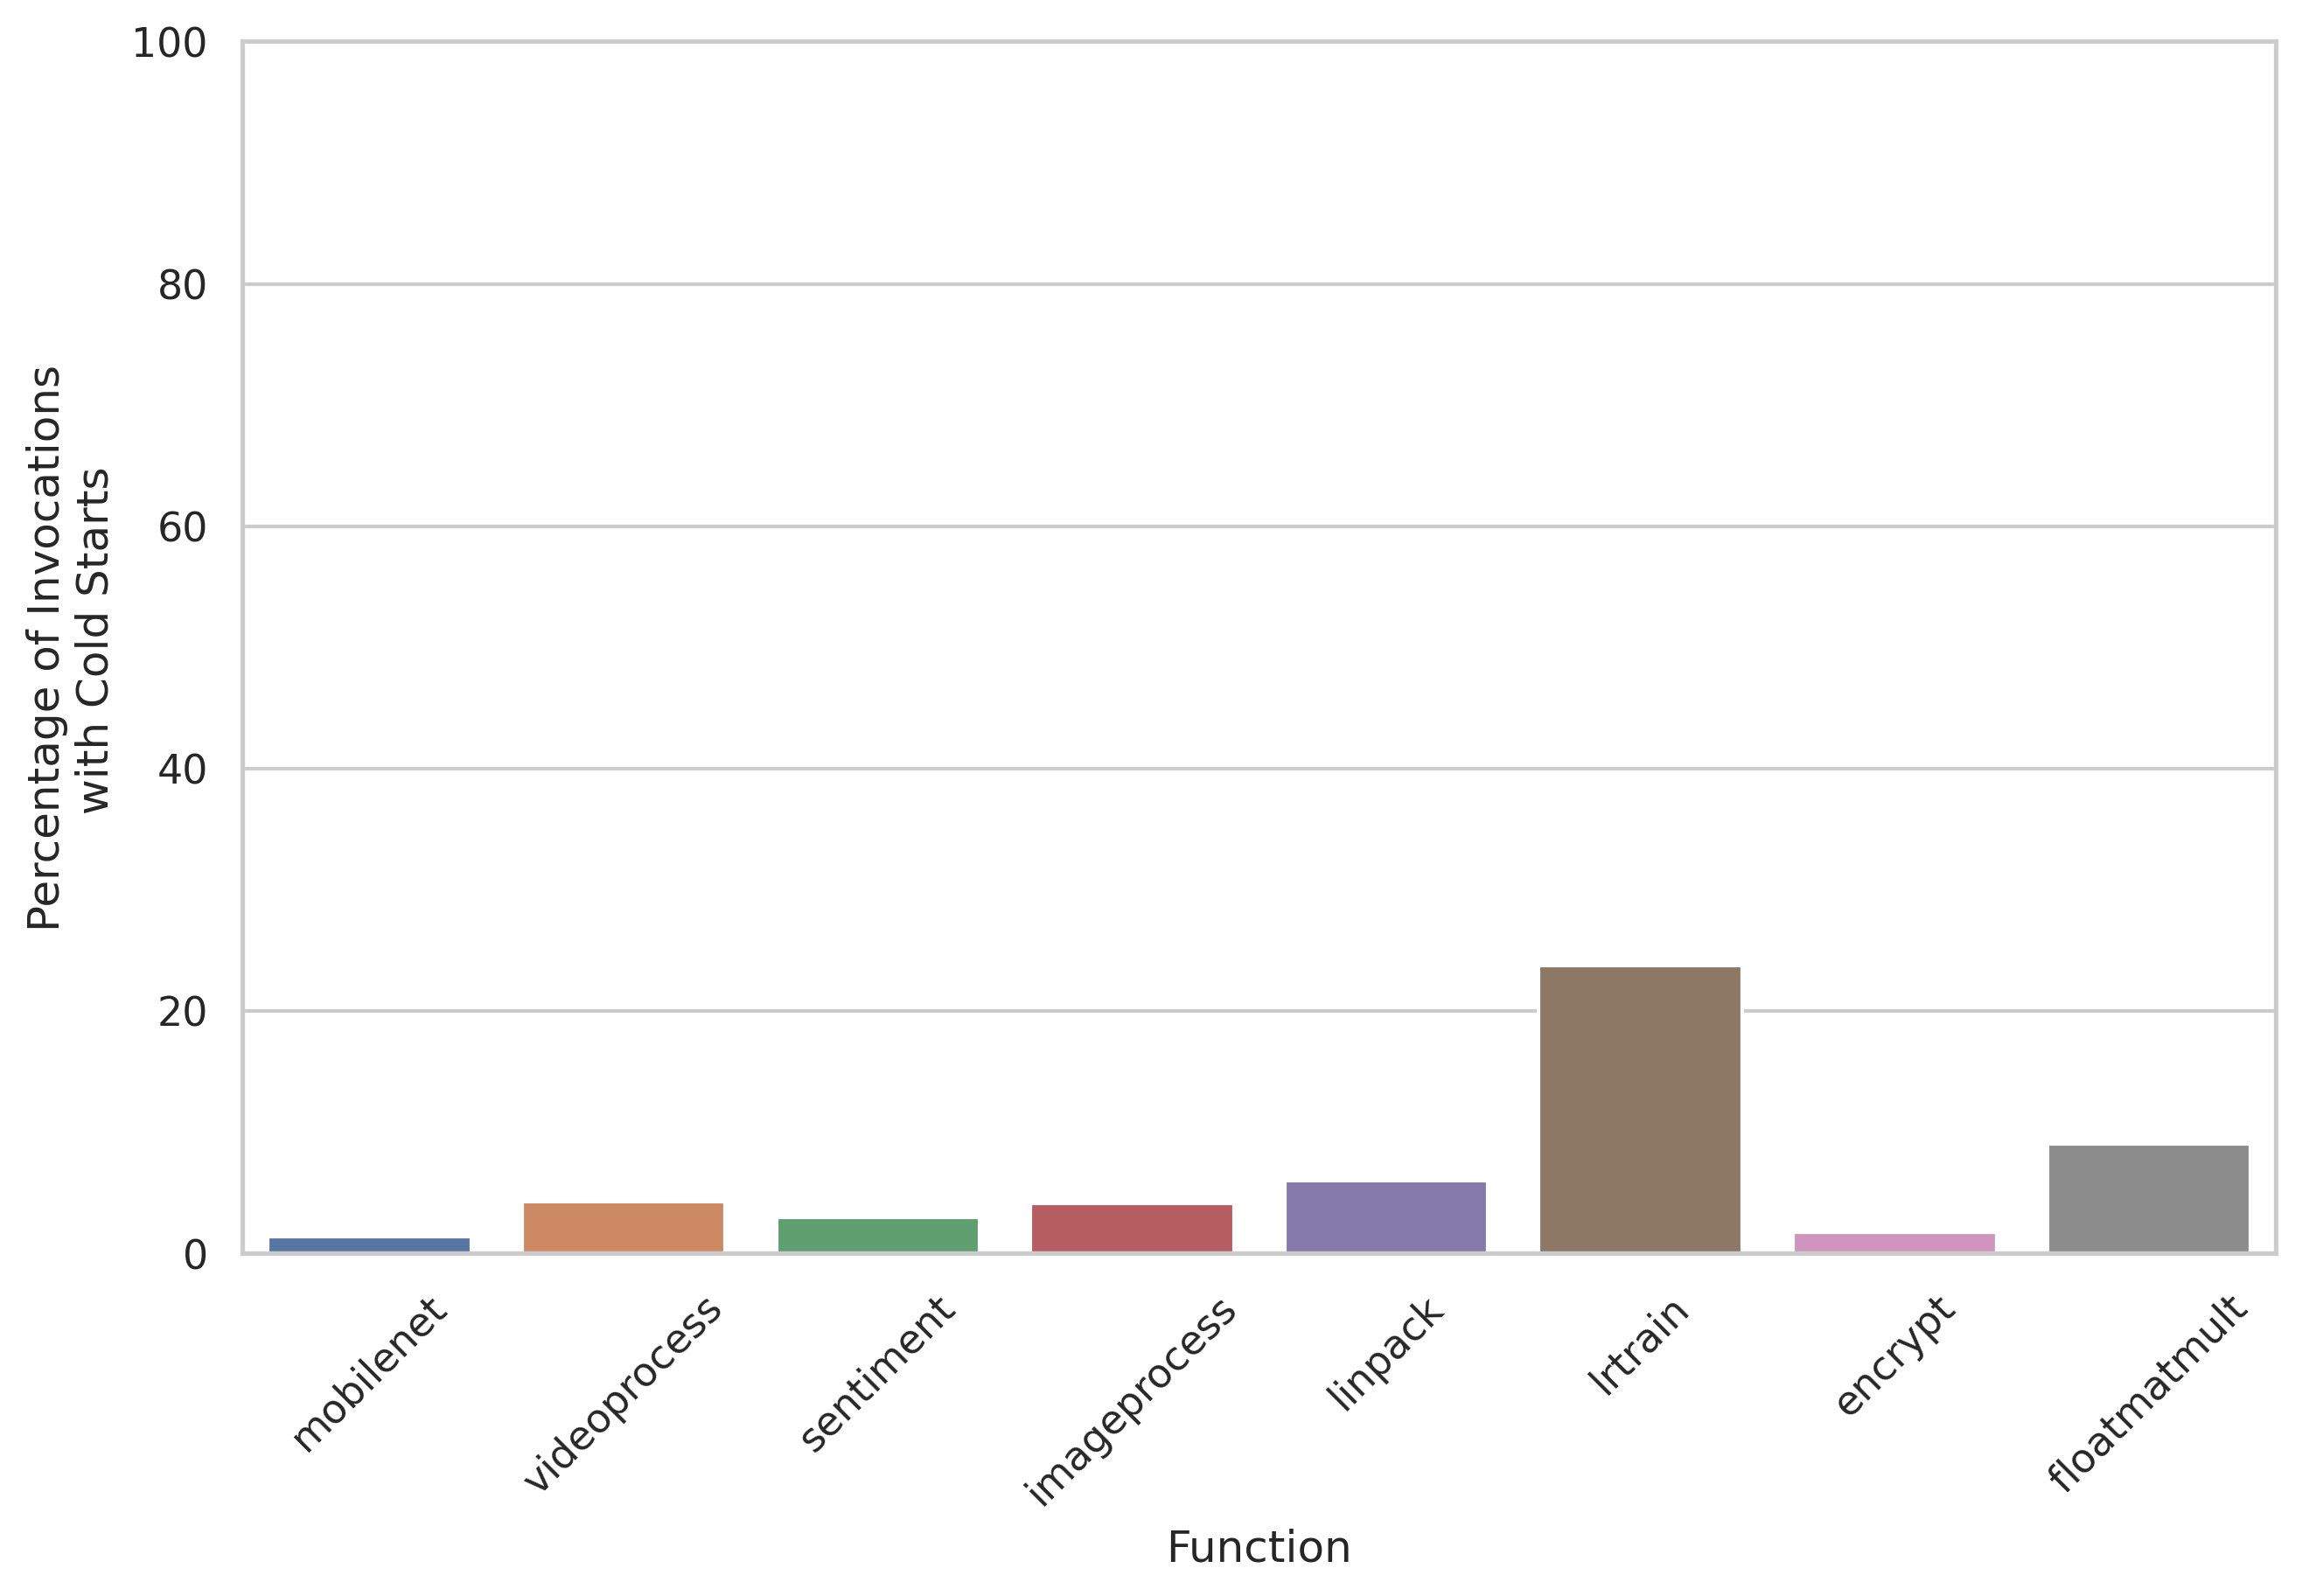 Percentage of Invocations
with Cold Starts
100
80
60
40
20
0
mobilenet
videoprocess
sentiment
imageprocess
linpack
lrtrain
encrypt
floatmatmult
Function